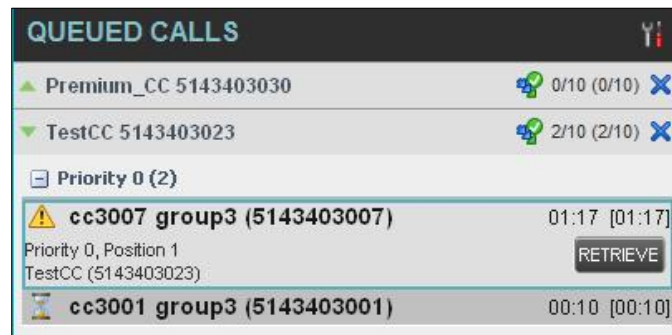 QUEUED CALLS
Premium_CC 5143403030 0/10 (0/10)
TestCC 5143403023 2/10 (2/10)
Priority 0 (2)
cc3007 group3 (5143403007) 01:17 [01:17]
Priority 0, Position 1
RETRIEVE
TestCC (5143403023)
cc3001 group3 (5143403001) 00:10 [00:10]